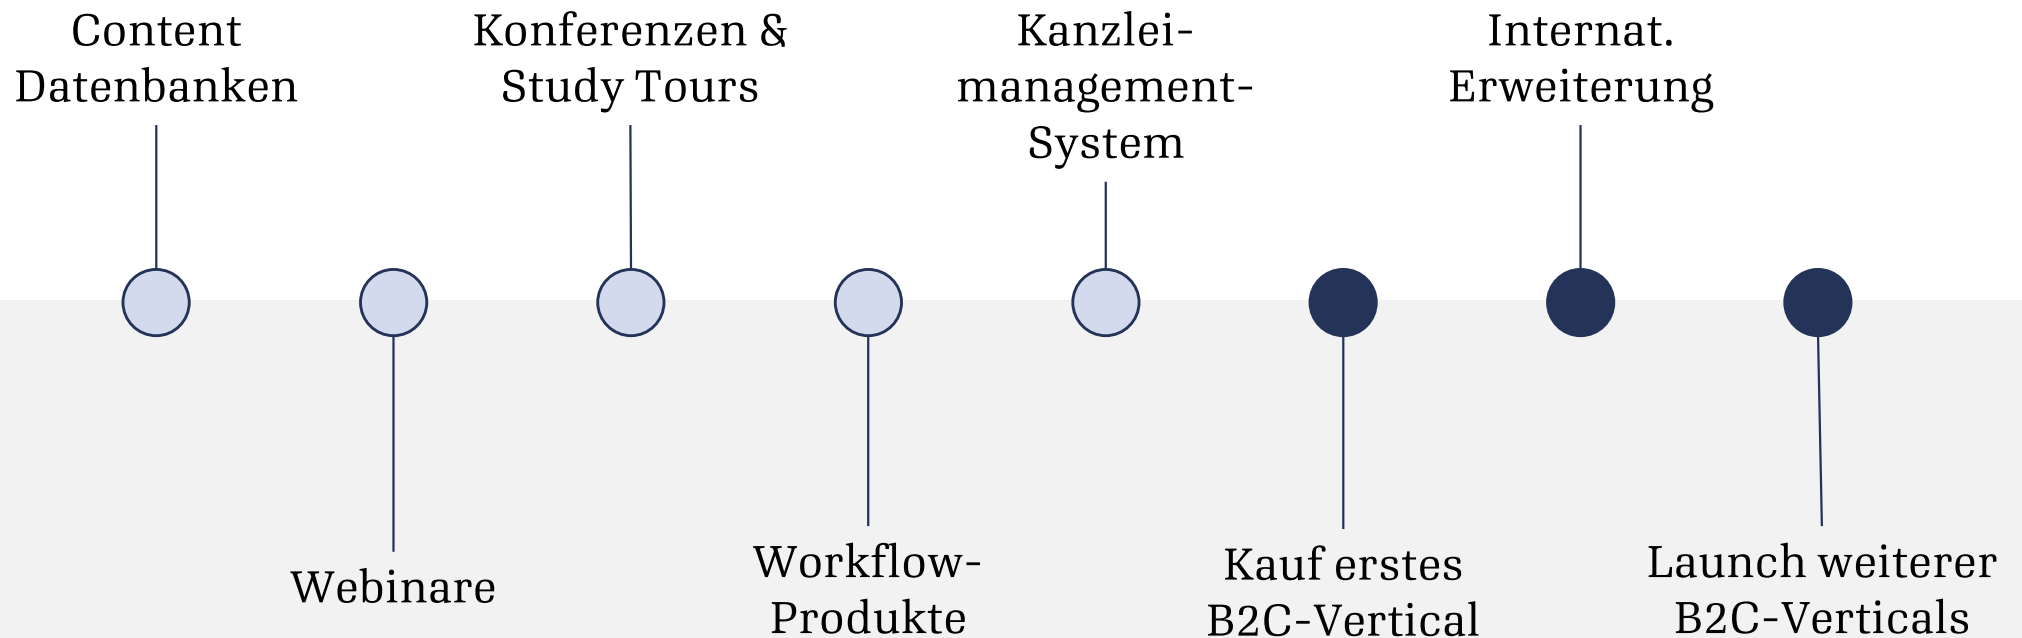 Content
Datenbanken
Webinare
Konferenzen &
Study Tours
Workflow-
Produkte
Kanzlei-
management-
System
Kauf erstes
B2C-Vertical
Internat.
Erweiterung
Launch weiterer
B2C-Verticals